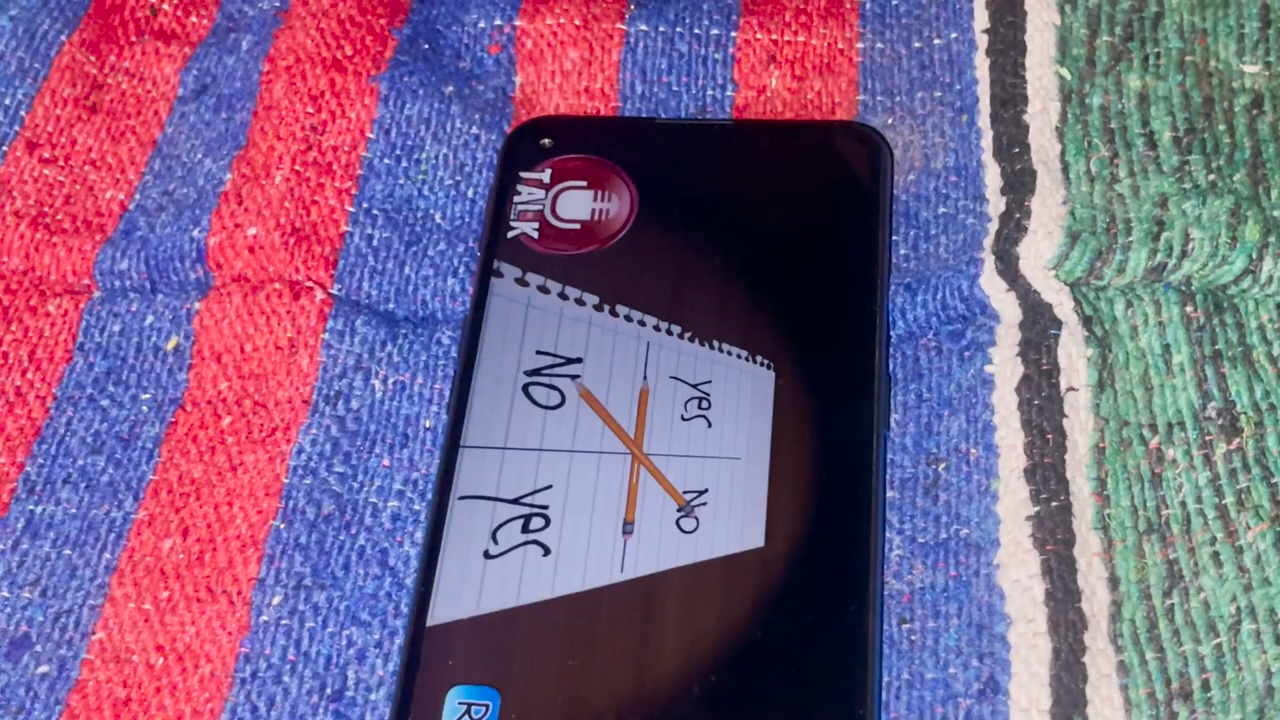 Yes No
No Yes
TALK
R